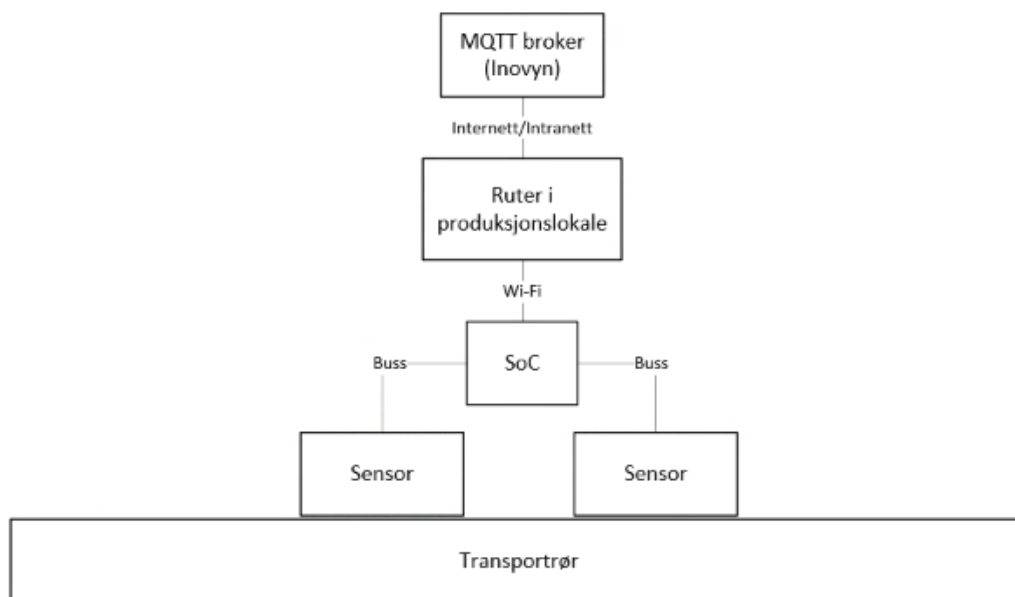 MQTT broker
(Inovyn)
Internett/Intranett
Ruter i
produksjonslokale
Wi-Fi
Buss
SoC
Buss
Sensor
Sensor
Transportrør